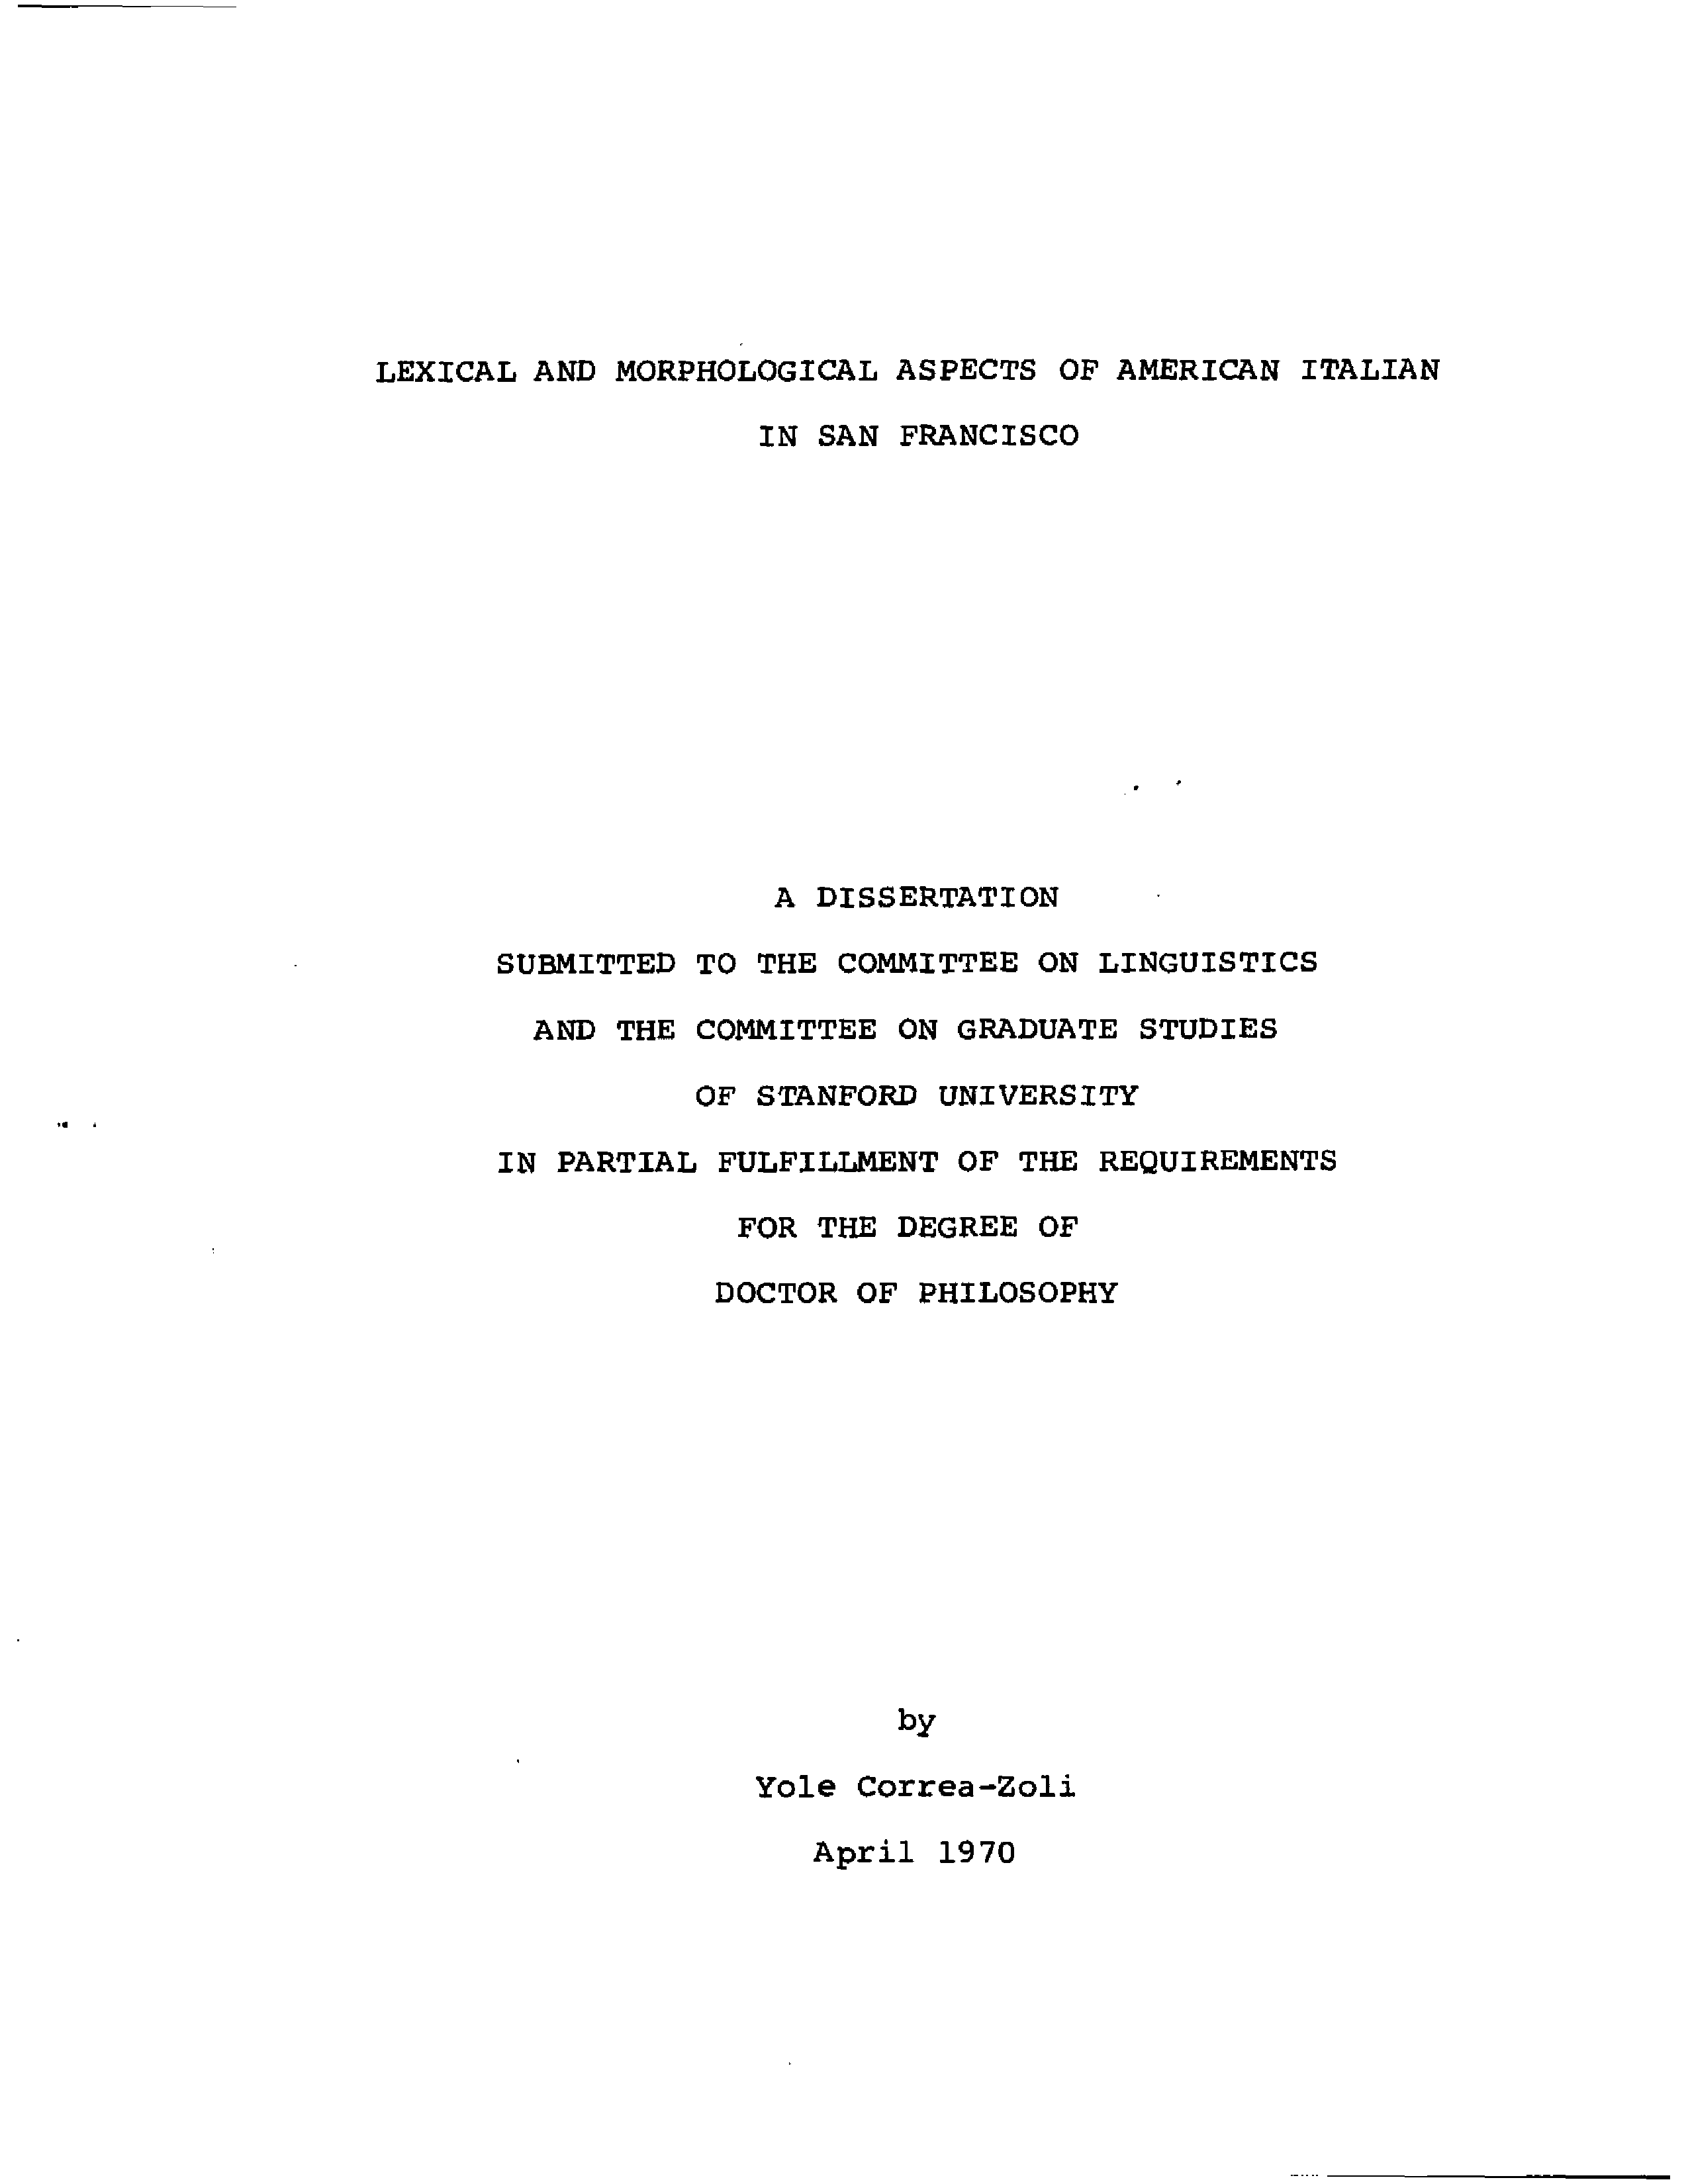 LEXICAL AND MORPHOLOGICAL ASPECTS OF AMERICAN ITALIAN
IN SAN FRANCISCO
A DISSERTATION
SUBMITTED TO THE COMMITTEE ON LINGUISTICS
AND THE COMMITTEE ON GRADUATE STUDIES
OF STANFORD UNIVERSITY
IN PARTIAL FULFILLMENT OF THE REQUIREMENTS
FOR THE DEGREE OF
DOCTOR OF PHILOSOPHY
by
Yole Correa-Zoli
April 1970